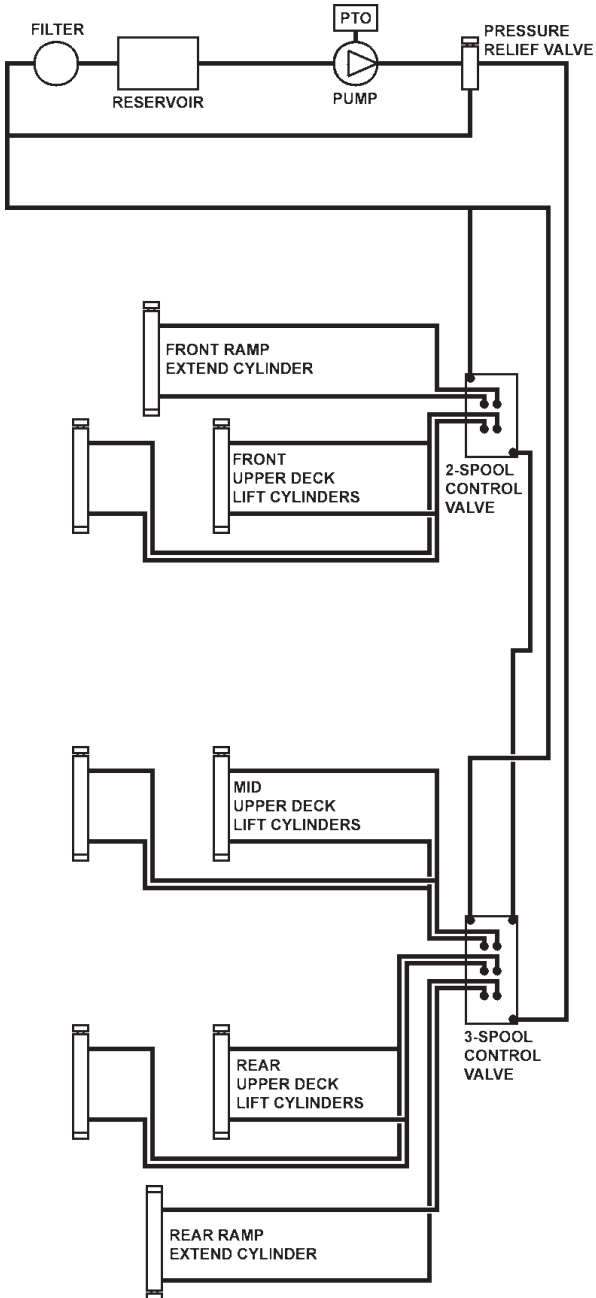 PTO
FILTER
PRESSURE
RELIEF VALVE
RESERVOIR
PUMP
FRONT RAMP
EXTEND CYLINDER
FRONT
UPPER DECK
LIFT CYLINDERS
2-SPOOL
CONTROL
VALVE
MID
UPPER DECK
LIFT CYLINDERS
3-SPOOL
CONTROL
VALVE
REAR
UPPER DECK
LIFT CYLINDERS
REAR RAMP
EXTEND CYLINDER